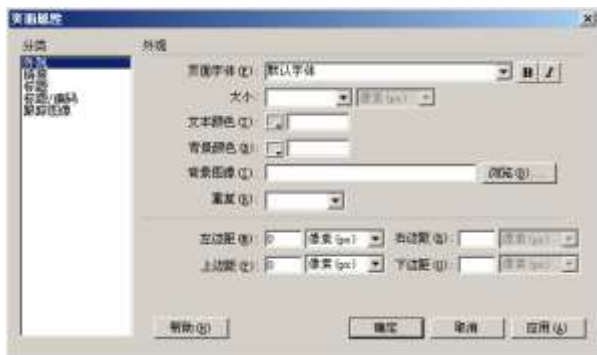 页面属性
分类
外观
外观
链接
标题
标题/编码
跟踪图像
页面字体(F): 默认字体 B I
大小: 像素(px)
文本颜色(T):
背景颜色(B):
背景图像(I): 浏览(B)...
重复(R):
左边距(M): 0 像素(px) 右边距(R): 像素(px)
上边距(P): 0 像素(px) 下边距(O): 像素(px)
帮助(H) 确定 取消 应用(A)